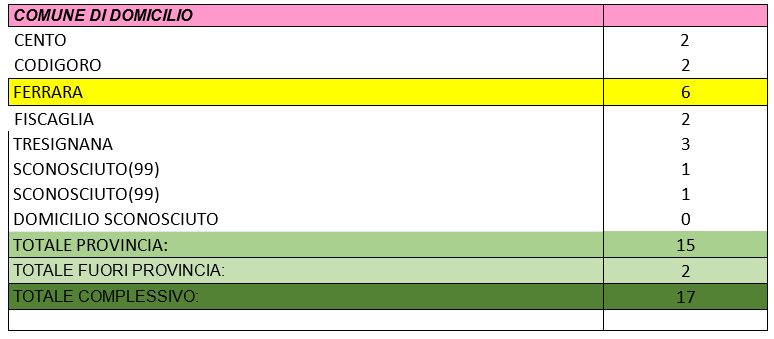 COMUNE DI DOMICILIO
CENTO 2
CODIGORO 2
FERRARA 6
FISCAGLIA 2
TRESIGNANA 3
SCONOSCIUTO(99) 1
SCONOSCIUTO(99) 1
DOMICILIO SCONOSCIUTO 0
TOTALE PROVINCIA: 15
TOTALE FUORI PROVINCIA: 2
TOTALE COMPLESSIVO: 17